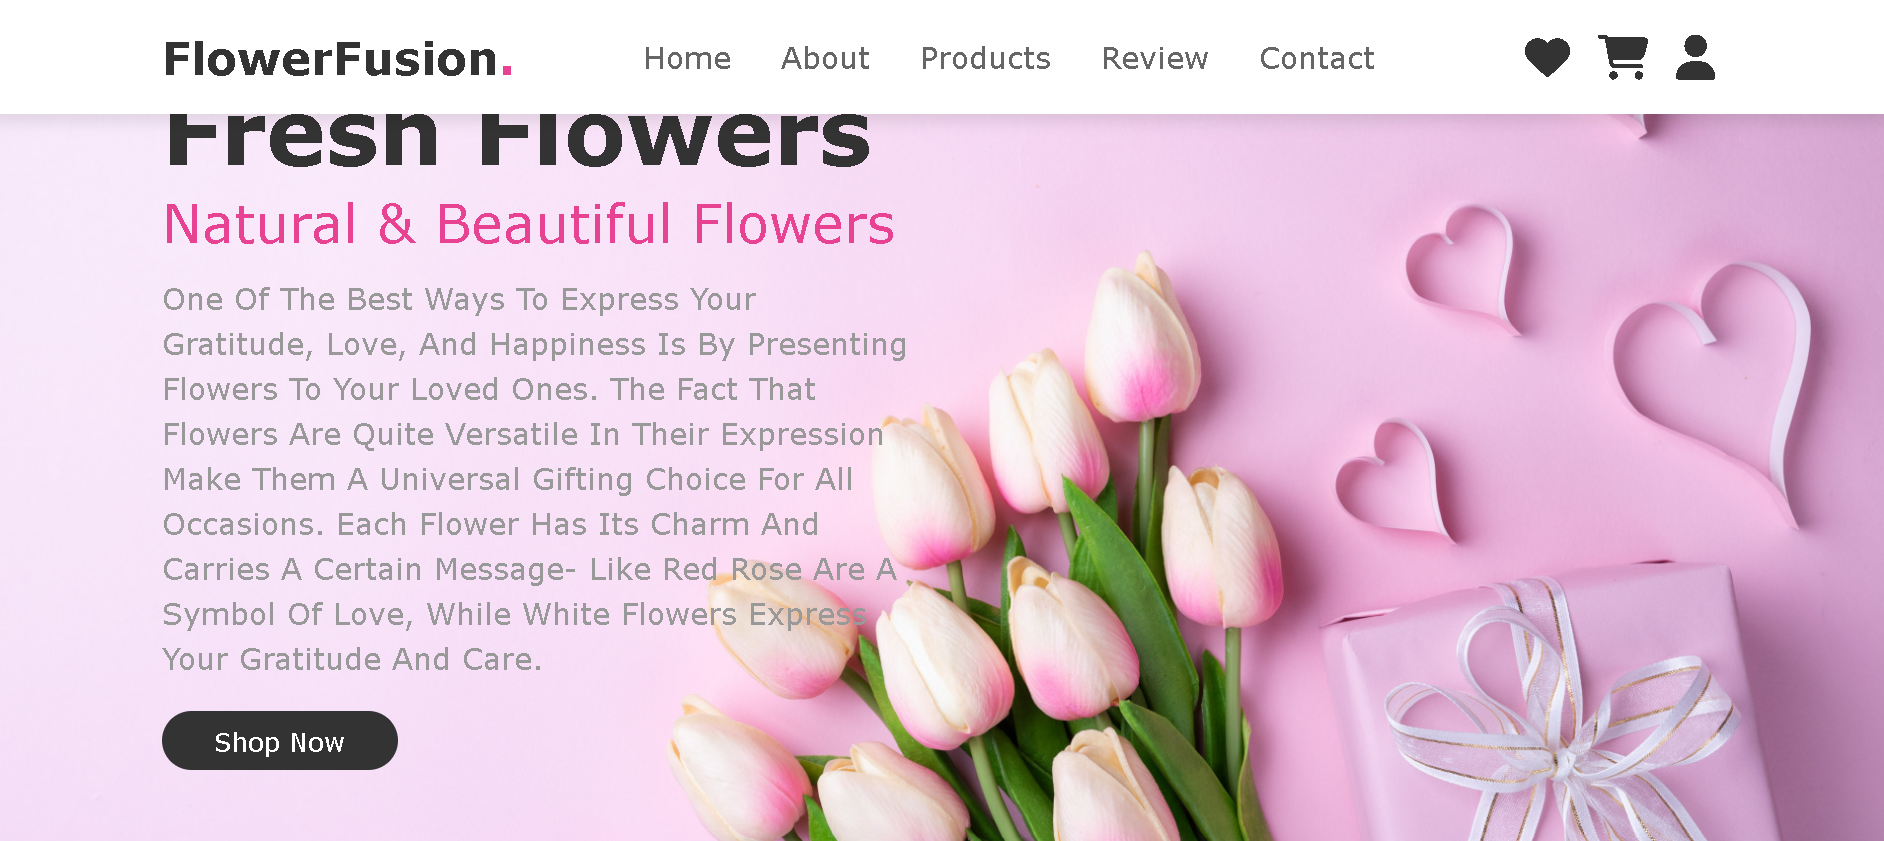 FlowerFusion.
Home About Products Review Contact
Fresh Flowers
Natural & Beautiful Flowers
One Of The Best Ways To Express Your
Gratitude, Love, And Happiness Is By Presenting
Flowers To Your Loved Ones. The Fact That
Flowers Are Quite Versatile In Their Expression
Make Them A Universal Gifting Choice For All
Occasions. Each Flower Has Its Charm And
Carries A Certain Message- Like Red Rose Are A
Symbol Of Love, While White Flowers Express
Your Gratitude And Care.
Shop Now